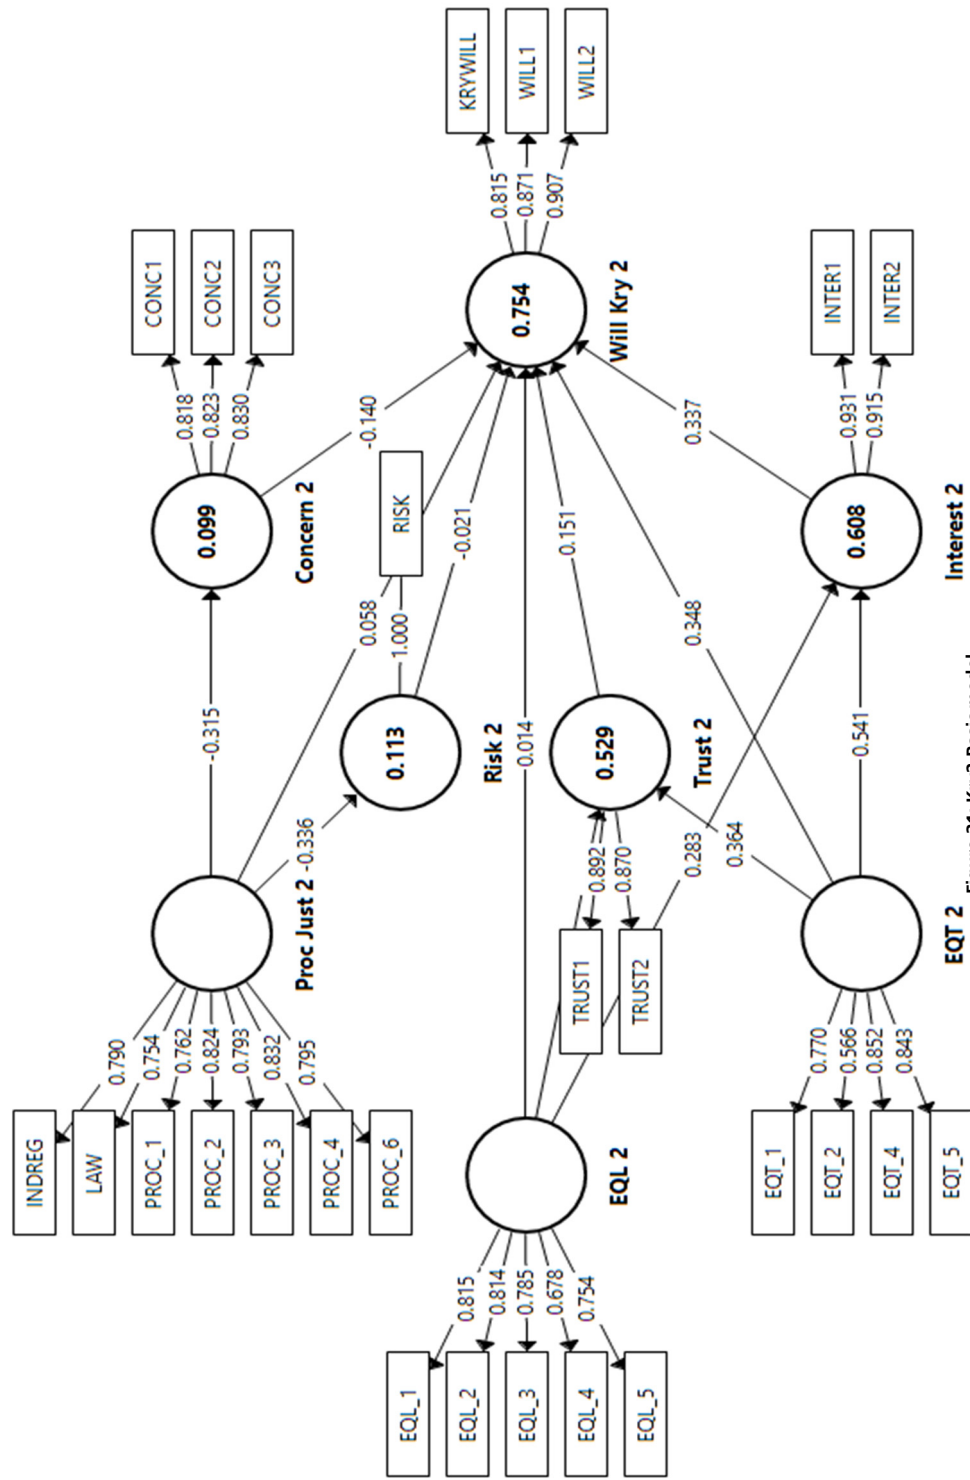 INDREG
LAW
PROC_1
PROC_2
PROC_3
PROC_4
PROC_6
0.790
0.754
0.762
0.824
0.793
0.832
0.795
Proc Just 2
-0.315
0.058
-0.336
CONC1
CONC2
CONC3
0.818
0.823
0.830
0.099
Concern 2
-0.140
RISK
1.000
0.113
Risk 2
-0.021
EQL_1
EQL_2
EQL_3
EQL_4
EQL_5
0.815
0.814
0.785
0.678
0.754
EQL 2
0.014
KRYWILL
WILL1
WILL2
0.815
0.871
0.907
0.754
Will Kry 2
TRUST1
TRUST2
0.892
0.870
0.529
Trust 2
0.151
0.283
0.364
0.348
0.337
EQT_1
EQT_2
EQT_4
EQT_5
0.770
0.566
0.852
0.843
EQT 2
0.541
INTER1
INTER2
0.931
0.915
0.608
Interest 2